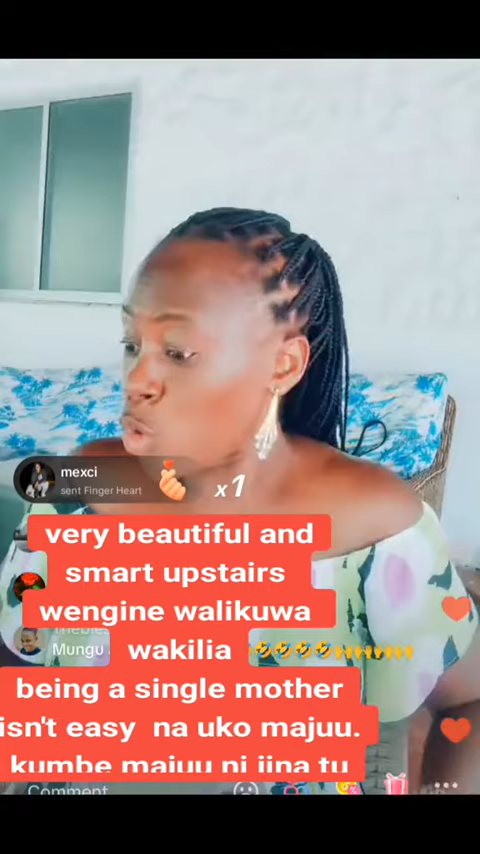 mexci
sent Finger Heart
x1
very beautiful and
smart upstairs
wengine walikuwa
Mungu
wakilia 🤣🤣🤣🤣🙌🙌🙌🙌
being a single mother
isn't easy na uko majuu.
kumbe majuu ni jina tu
Comment